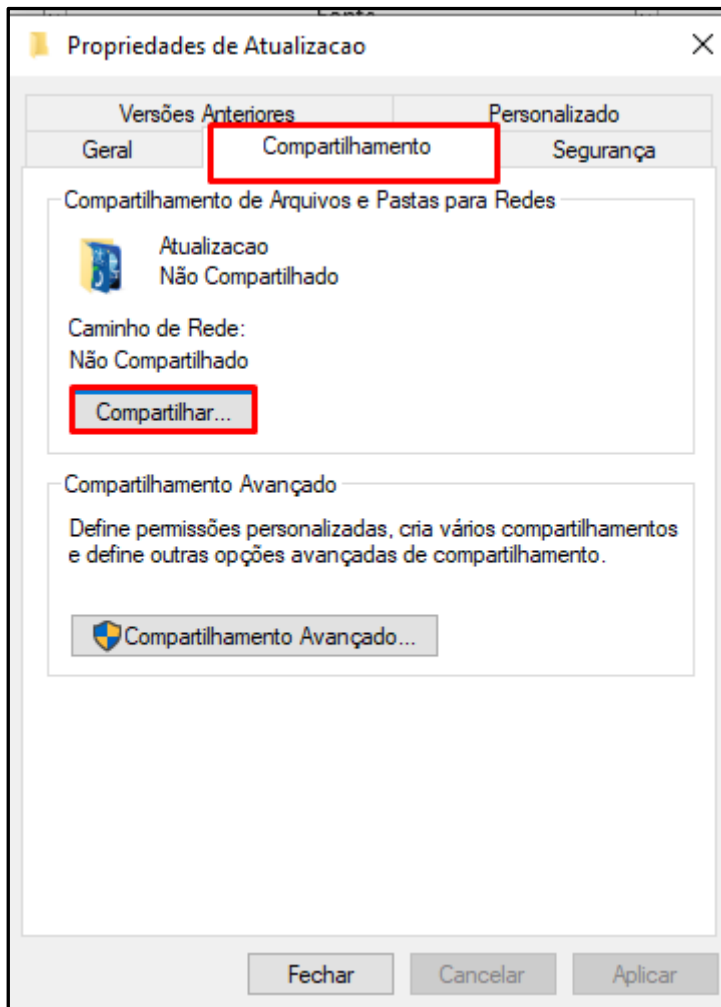 Propriedades de Atualizacao
Versões Anteriores
Personalizado
Geral
Compartilhamento
Segurança
Compartilhamento de Arquivos e Pastas para Redes
Atualizacao
Não Compartilhado
Caminho de Rede:
Não Compartilhado
Compartilhar...
Compartilhamento Avançado
Define permissões personalizadas, cria vários compartilhamentos
e define outras opções avançadas de compartilhamento.
Compartilhamento Avançado...
Fechar
Cancelar
Aplicar